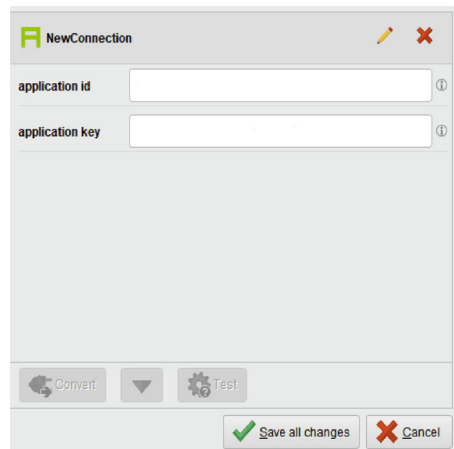 NewConnection
application id
application key
Convert
Test
Save all changes
Cancel